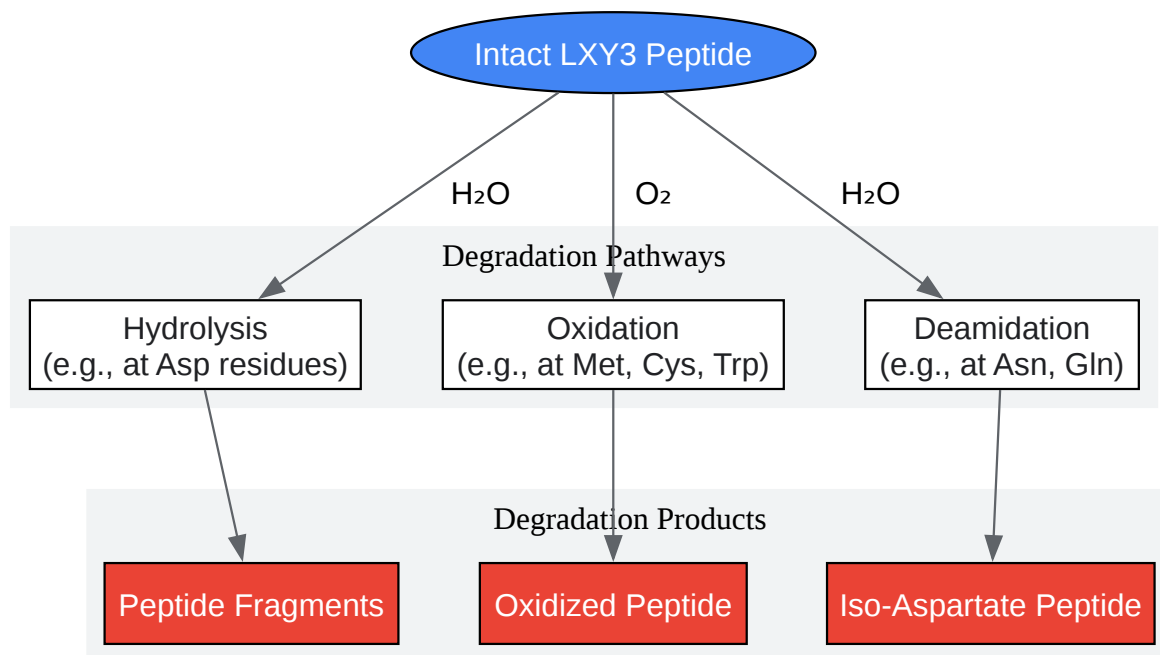 Intact LXY3 Peptide
H₂O
O₂
H₂O
Degradation Pathways
Hydrolysis
(e.g., at Asp residues)
Oxidation
(e.g., at Met, Cys, Trp)
Deamidation
(e.g., at Asn, Gln)
Degradation Products
Peptide Fragments
Oxidized Peptide
Iso-Aspartate Peptide